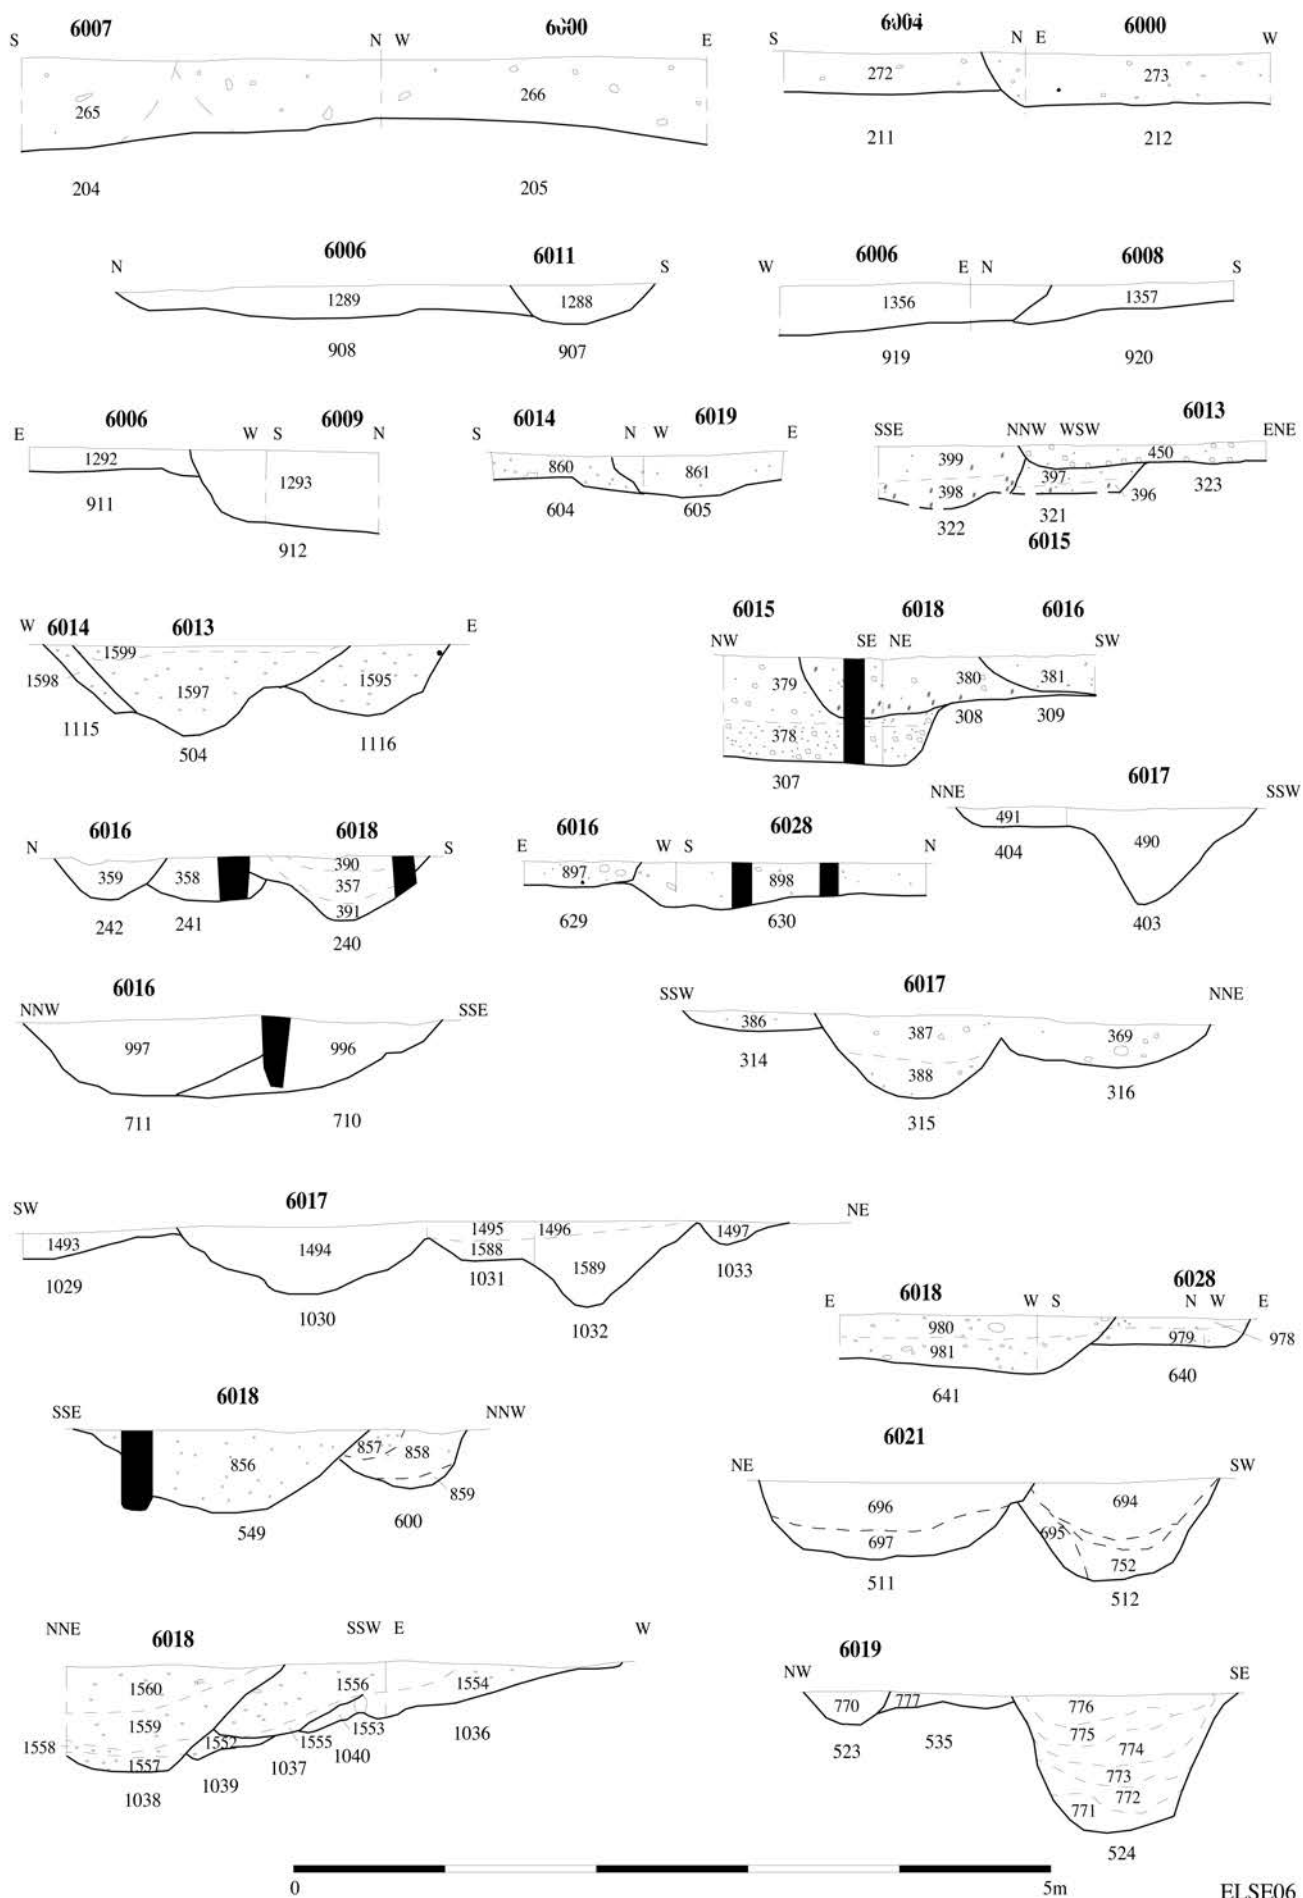 6007 6000 6004 6000
S N W E S N E W
265 266 272 273
204 205 211 212
6006 6011 6006 6008
N S W E N S
1289 1288 1356 1357
908 907 919 920
6006 6009 6014 6019 6013
E W S N S N W E SSE NNW WSW ENE
1292 1293 860 861 399 450
398 397 396 323
911 912 604 605 322 321
6015
6014 6013 6015 6018 6016
W E NW SE NE SW
1599 379 380 381
1598 1597 1595 378 308 309
1115 504 1116 307
6017
NNE SSW
491 490
404 403
6016 6018 6016 6028
N S E W S N
359 358 390 357 391 897 898
242 241 240 629 630
6016 6017
NNW SSE SSW NNE
997 996 386 387 369
388
711 710 314 315 316
6017
SW NE
1493 1494 1495 1496 1497
1588 1589
1029 1030 1031 1032 1033
6018 6028
E W S N W E
980 979 978
981
641 640
6018
SSE NNW
856 857 858 859
549 600
6021
NE SW
696 694
697 695 752
511 512
6018
NNE SSW E W
1560 1556 1554
1559 1553
1558 1557 1552 1555
1038 1039 1037 1040 1036
6019
NW SE
770 777 776
775 774
773
772
771
523 535 524
0 5m
ELSE06